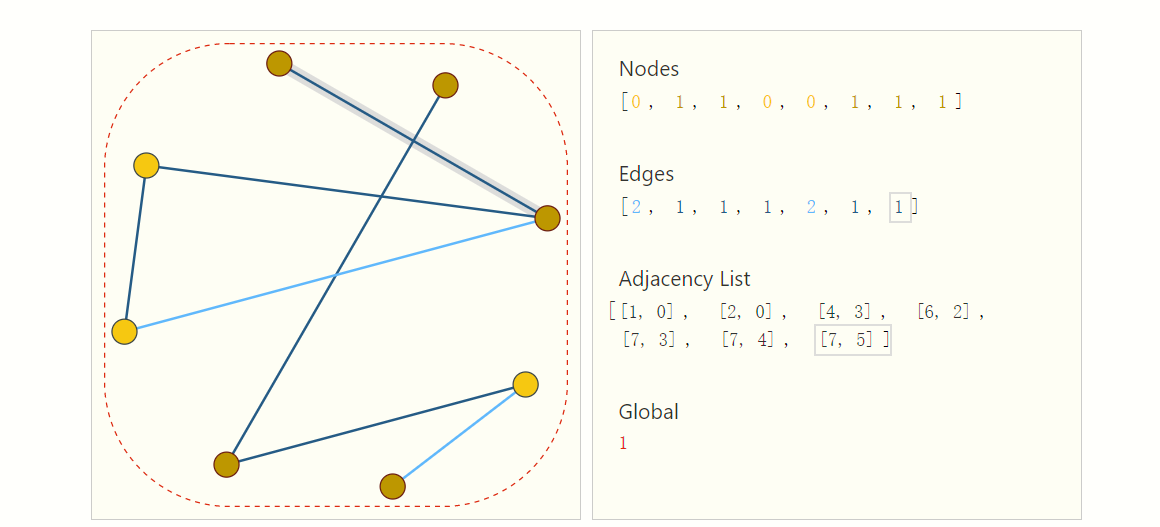 Nodes
[0, 1, 1, 0, 0, 1, 1, 1]
Edges
[2, 1, 1, 1, 2, 1, 1]
Adjacency List
[[1, 0], [2, 0], [4, 3], [6, 2],
[7, 3], [7, 4], [7, 5]]
Global
1